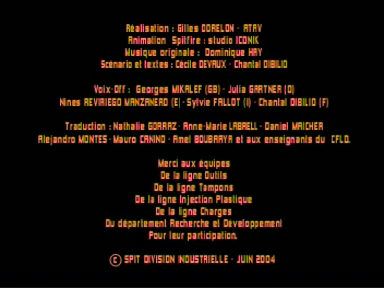 Réalisation : Gilles DORELON - ATAV
Animation Spitfire : studio ICONIK
Musique originale : Dominique HAY
Scénario et textes : Cécile DEVAUX - Chantal DIBILIO
Voix-Off : Georges MIKALEF (GB) - Julia GARTNER (D)
Nines REVIRIEGO MANZANERO (E) - Sylvie FALLOT (I) - Chantal DIBILIO (F)
Traduction : Nathalie GORRAZ - Anne-Marie LABRELL - Daniel MAICHER
Alejandro MONTES - Mauro CANINO - Amel BOUBRAYA et aux enseignants du CFLO.
Merci aux équipes
De la ligne Outils
De la ligne Tampons
De la ligne Injection Plastique
De la ligne Charges
Du département Recherche et Développement
Pour leur participation.
© SPIT DIVISION INDUSTRIELLE - JUIN 2004